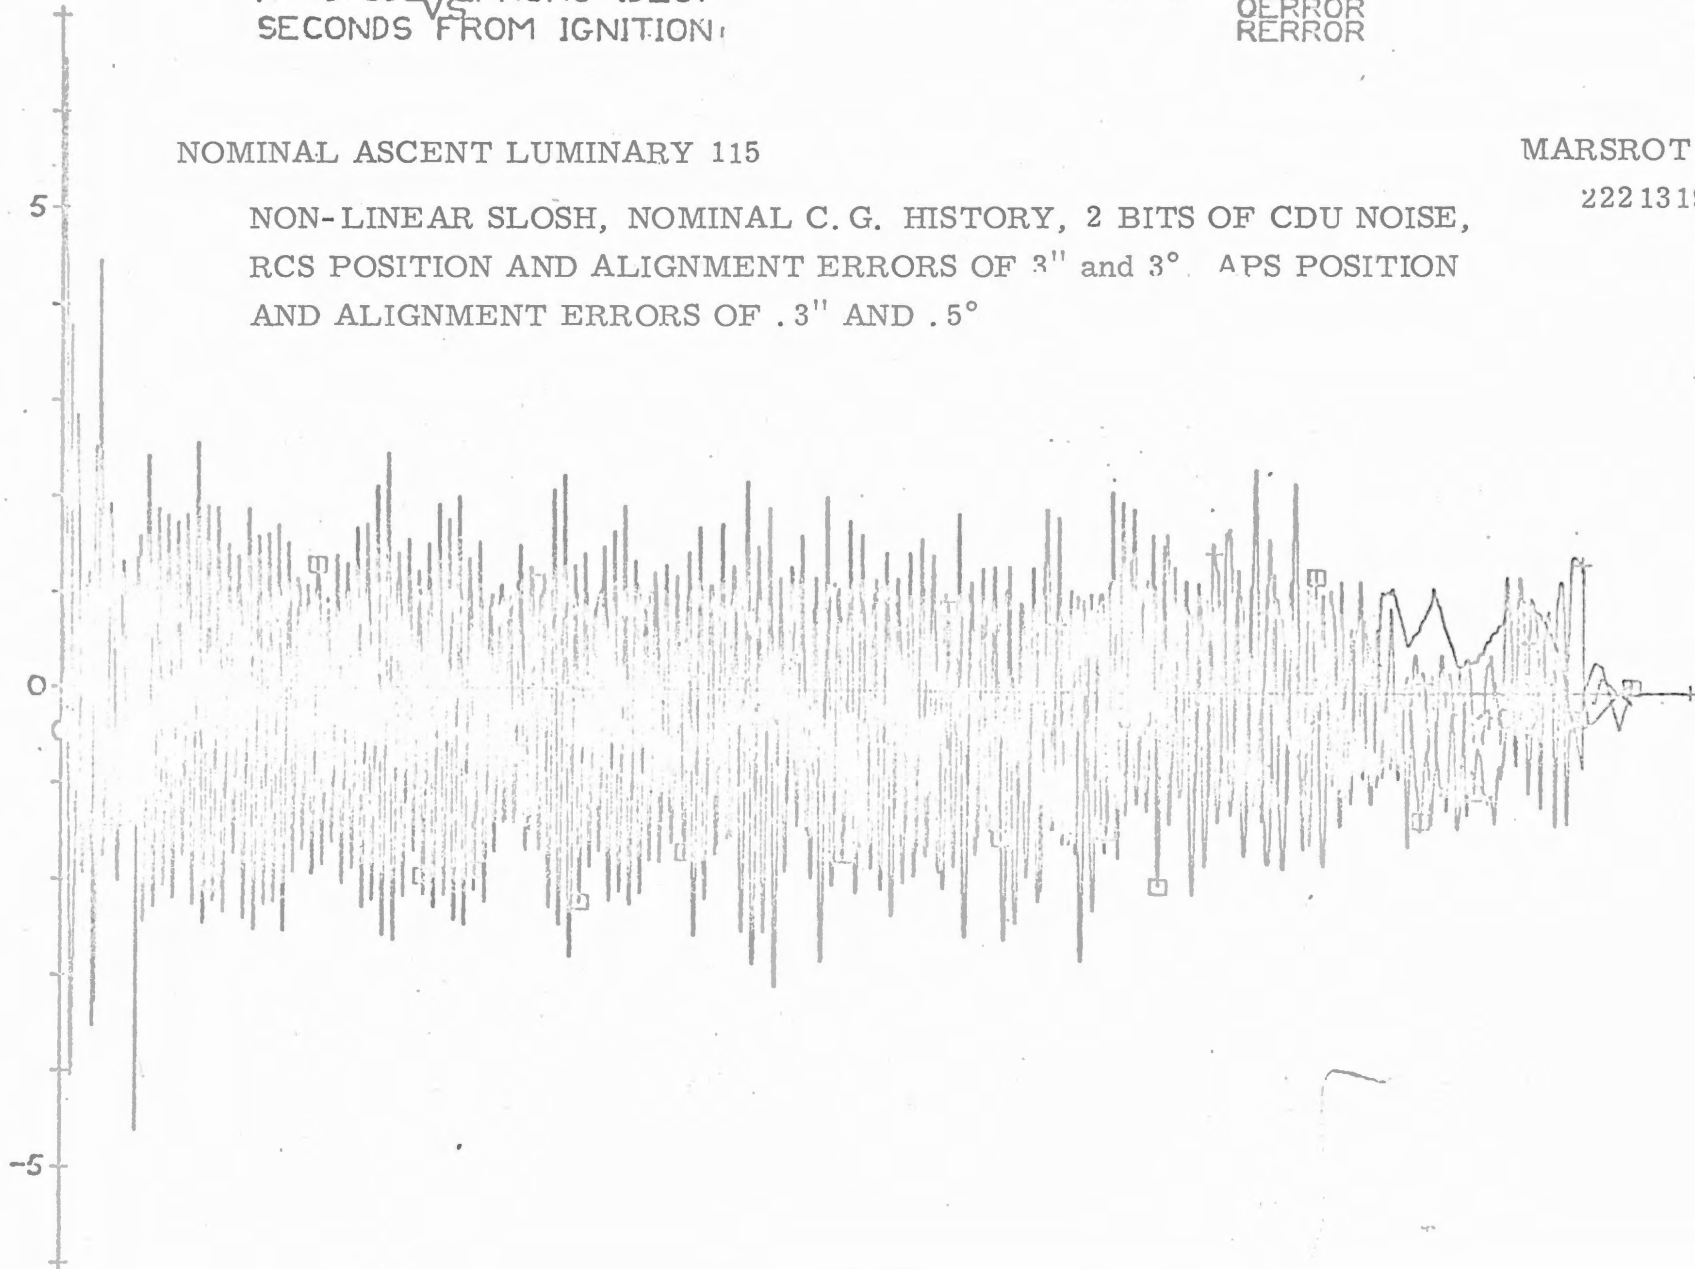 VS
SECONDS FROM IGNITION
QERROR
RERROR
NOMINAL ASCENT LUMINARY 115
MARSROT
222131
5
NON-LINEAR SLOSH, NOMINAL C. G. HISTORY, 2 BITS OF CDU NOISE,
RCS POSITION AND ALIGNMENT ERRORS OF 3" and 3° APS POSITION
AND ALIGNMENT ERRORS OF .3" AND .5°
0
-5